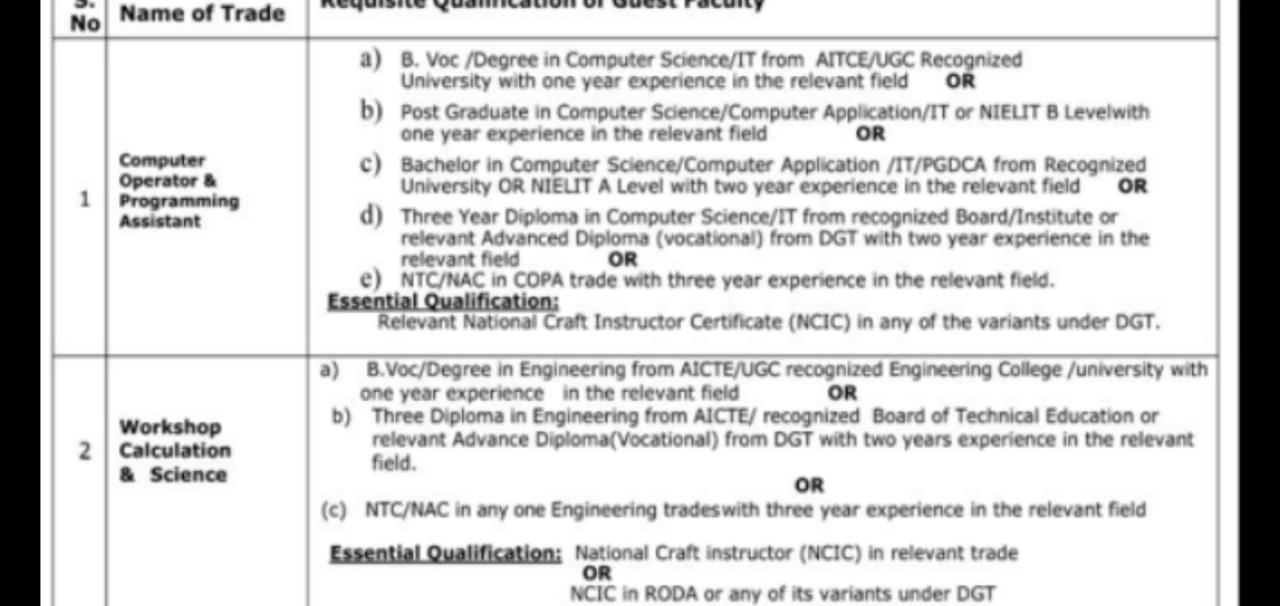 S.
No
Name of Trade
Requisite Qualification of Guest Faculty
1
Computer
Operator &
Programming
Assistant
a) B. Voc /Degree in Computer Science/IT from AITCE/UGC Recognized
University with one year experience in the relevant field OR
b) Post Graduate in Computer Science/Computer Application/IT or NIELIT B Levelwith
one year experience in the relevant field OR
c) Bachelor in Computer Science/Computer Application /IT/PGDCA from Recognized
University OR NIELIT A Level with two year experience in the relevant field OR
d) Three Year Diploma in Computer Science/IT from recognized Board/Institute or
relevant Advanced Diploma (vocational) from DGT with two year experience in the
relevant field OR
e) NTC/NAC in COPA trade with three year experience in the relevant field.
Essential Qualification:
Relevant National Craft Instructor Certificate (NCIC) in any of the variants under DGT.
2
Workshop
Calculation
& Science
a) B.Voc/Degree in Engineering from AICTE/UGC recognized Engineering College /university with
one year experience in the relevant field OR
b) Three Diploma in Engineering from AICTE/ recognized Board of Technical Education or
relevant Advance Diploma(Vocational) from DGT with two years experience in the relevant
field.
OR
(c) NTC/NAC in any one Engineering tradeswith three year experience in the relevant field
Essential Qualification: National Craft instructor (NCIC) in relevant trade
OR
NCIC in RODA or any of its variants under DGT